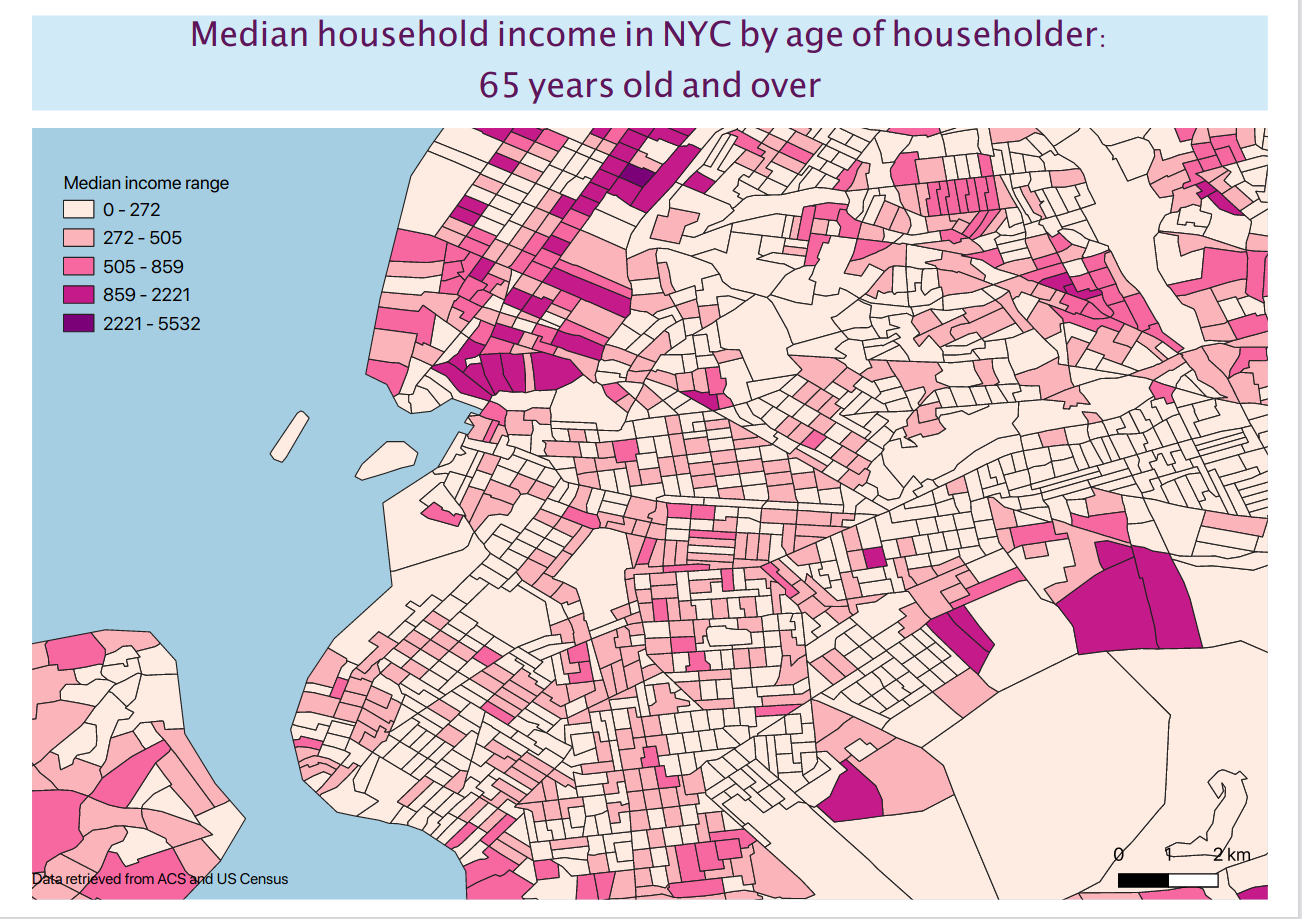 Median household income in NYC by age of householder:
65 years old and over
Median income range
0 - 272
272 - 505
505 - 859
859 - 2221
2221 - 5532
0 1 2 km
Data retrieved from ACS and US Census